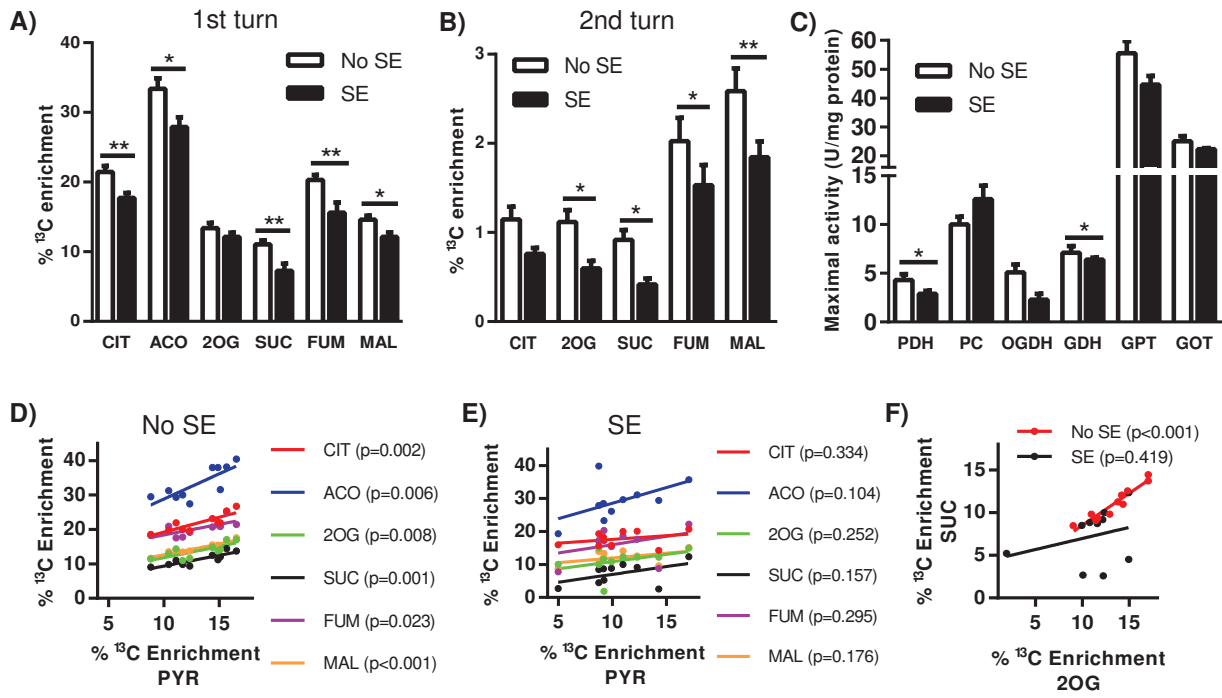 A)
1st turn
% ¹³C enrichment
40
30
20
10
0
*
**
**
**
*
No SE
SE
CIT ACO 2OG SUC FUM MAL
B)
2nd turn
% ¹³C enrichment
3
2
1
0
**
*
*
*
No SE
SE
CIT 2OG SUC FUM MAL
C)
Maximal activity (U/mg protein)
60
50
40
30
20
15
10
5
0
*
*
No SE
SE
PDH PC OGDH GDH GPT GOT
D)
No SE
% ¹³C Enrichment
40
30
20
10
0
5 10 15
% ¹³C Enrichment
PYR
CIT (p=0.002)
ACO (p=0.006)
2OG (p=0.008)
SUC (p=0.001)
FUM (p=0.023)
MAL (p<0.001)
E)
SE
% ¹³C Enrichment
50
40
30
20
10
0
5 10 15
% ¹³C Enrichment
PYR
CIT (p=0.334)
ACO (p=0.104)
2OG (p=0.252)
SUC (p=0.157)
FUM (p=0.295)
MAL (p=0.176)
F)
No SE (p<0.001)
SE (p=0.419)
% ¹³C Enrichment
SUC
15
10
5
0
5 10 15
% ¹³C Enrichment
2OG